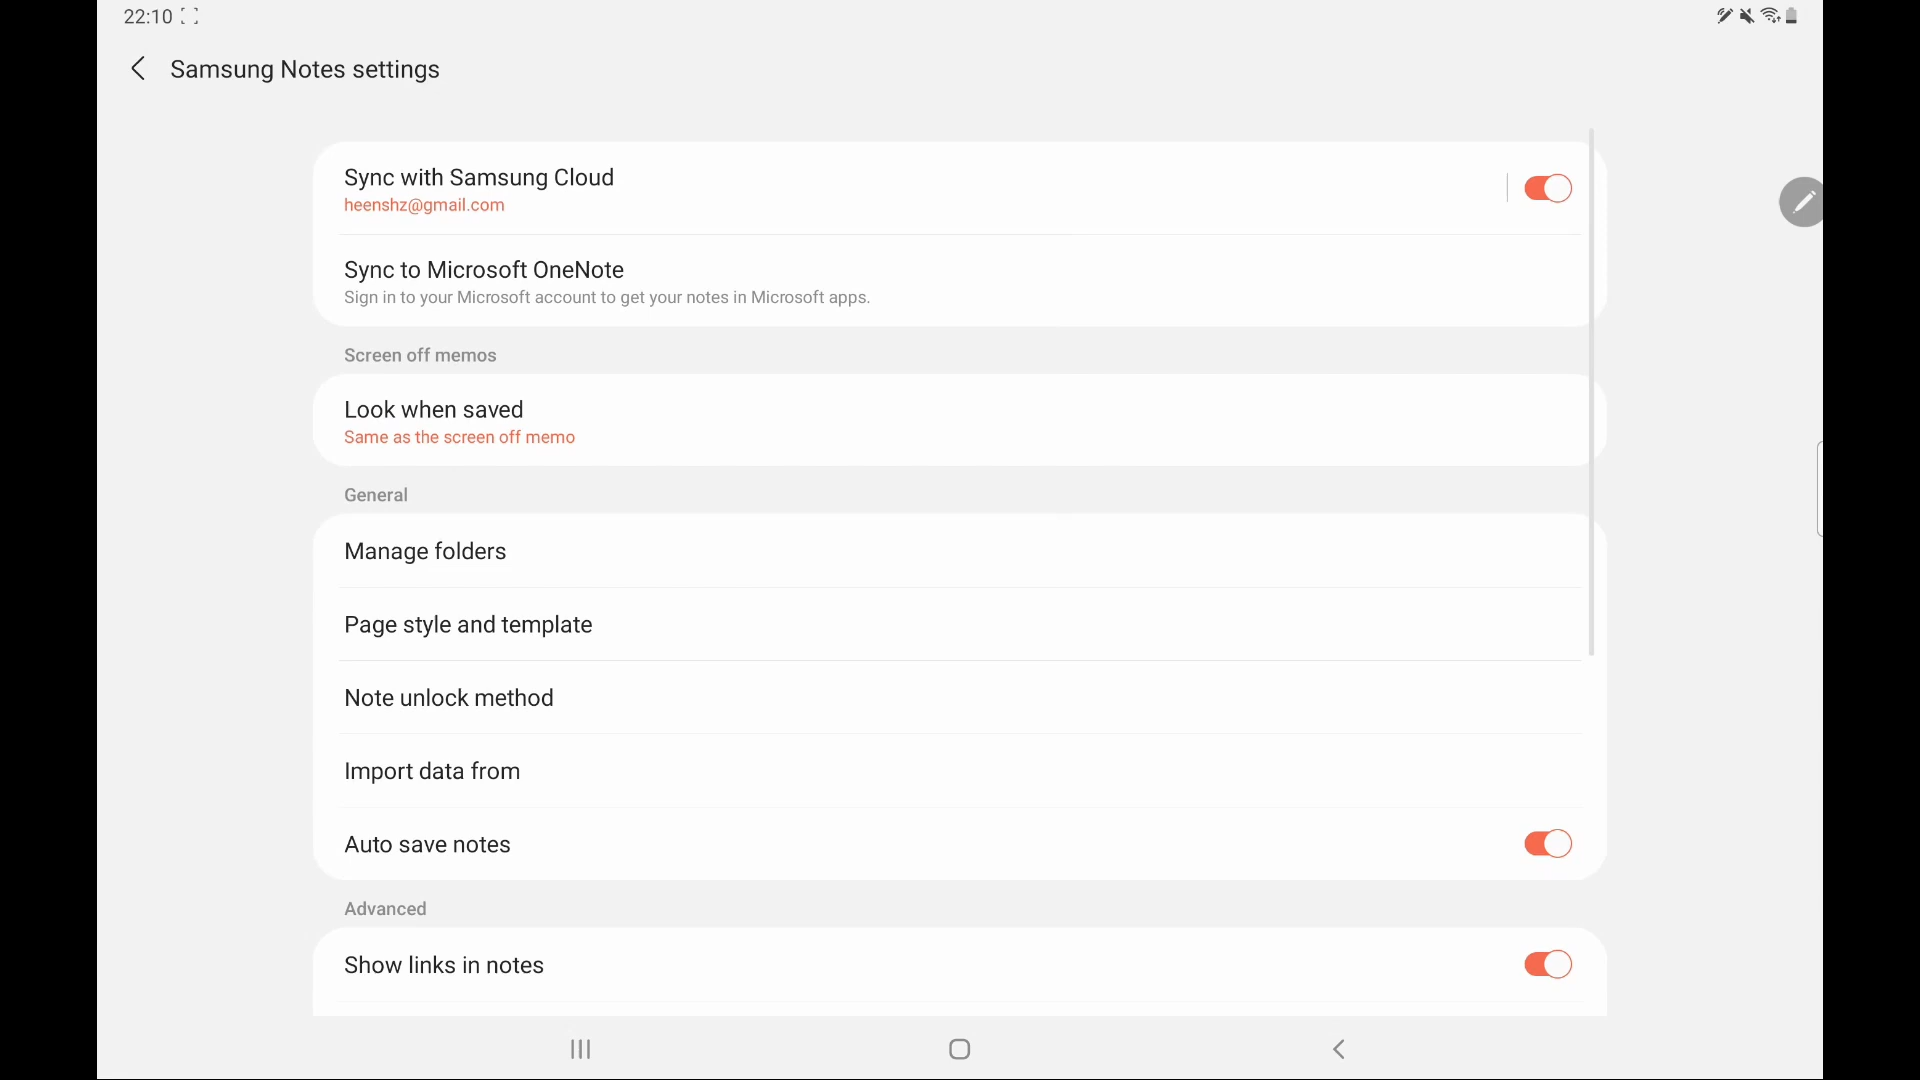 22:10
Samsung Notes settings
Sync with Samsung Cloud
heenshz@gmail.com
Sync to Microsoft OneNote
Sign in to your Microsoft account to get your notes in Microsoft apps.
Screen off memos
Look when saved
Same as the screen off memo
General
Manage folders
Page style and template
Note unlock method
Import data from
Auto save notes
Advanced
Show links in notes